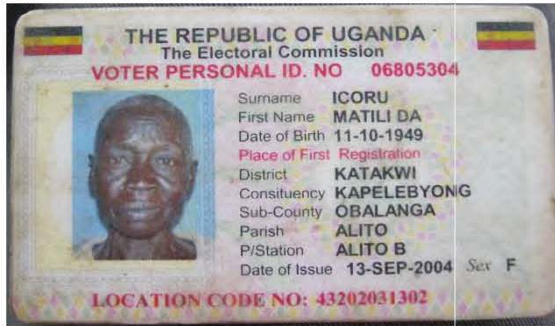 THE REPUBLIC OF UGANDA
The Electoral Commission
VOTER PERSONAL ID. NO 06805304
Surname ICORU
First Name MATILI DA
Date of Birth 11-10-1949
Place of First Registration
District KATAKWI
Consituency KAPELEBYONG
Sub-County OBALANGA
Parish ALITO
P/Station ALITO B
Date of Issue 13-SEP-2004 Sex F
LOCATION CODE NO: 43202031302